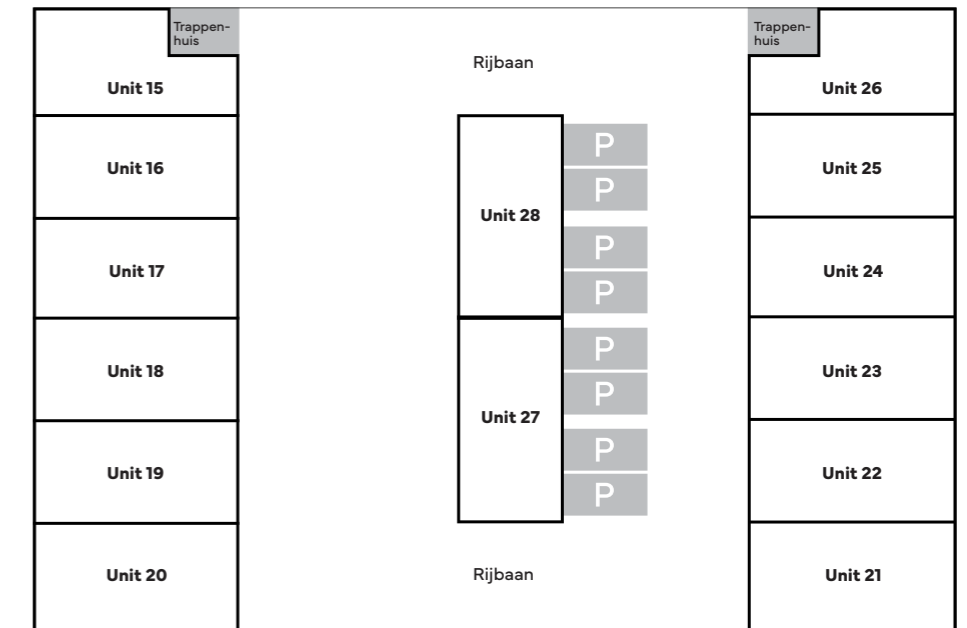 Trappen-
huis
Unit 15
Unit 16
Unit 17
Unit 18
Unit 19
Unit 20
Rijbaan
Unit 28
Unit 27
P
P
P
P
P
P
P
P
Rijbaan
Trappen-
huis
Unit 26
Unit 25
Unit 24
Unit 23
Unit 22
Unit 21